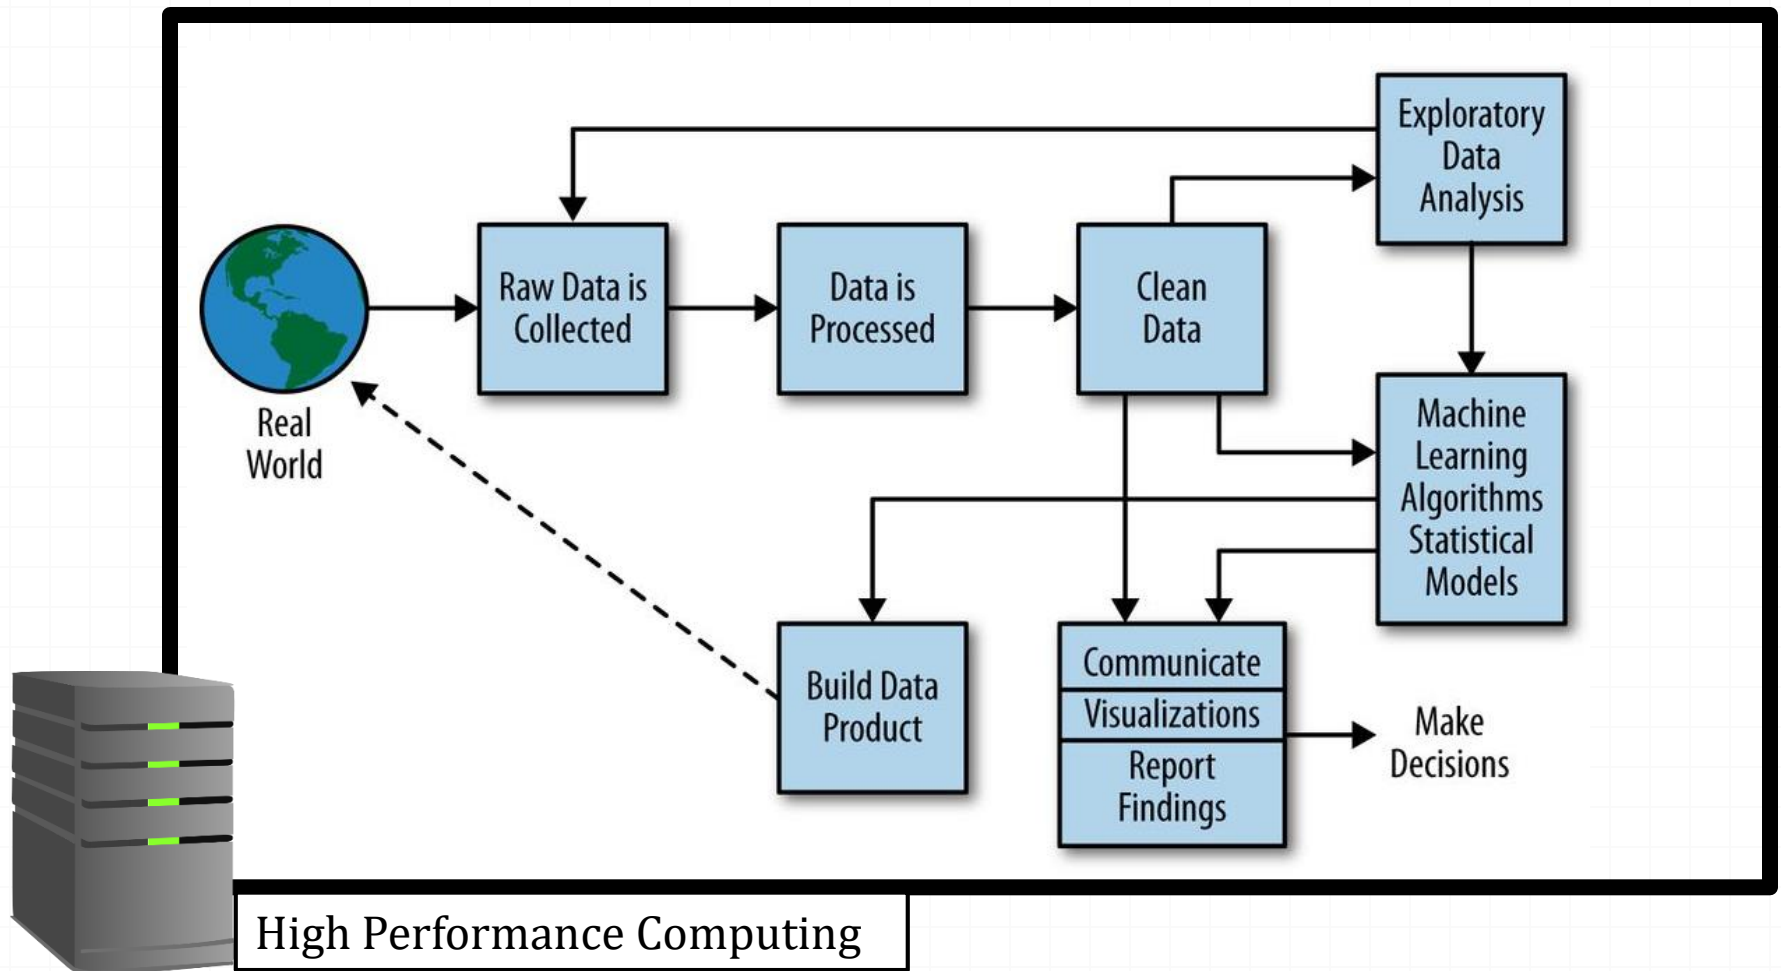 Exploratory
Data
Analysis
Raw Data is
Collected
Data is
Processed
Clean
Data
Real
World
Machine
Learning
Algorithms
Statistical
Models
Build Data
Product
Communicate
Visualizations
Report
Findings
Make
Decisions
High Performance Computing